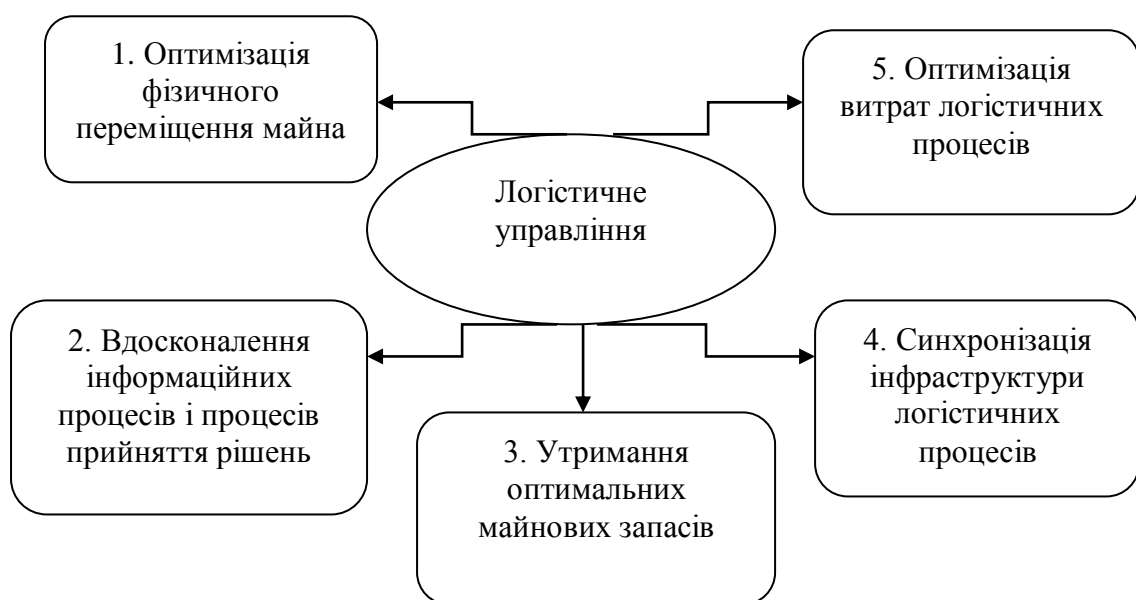 1. Оптимізація
фізичного
переміщення майна
5. Оптимізація
витрат логістичних
процесів
Логістичне
управління
2. Вдосконалення
інформаційних
процесів і процесів
прийняття рішень
3. Утримання
оптимальних
майнових запасів
4. Синхронізація
інфраструктури
логістичних
процесів